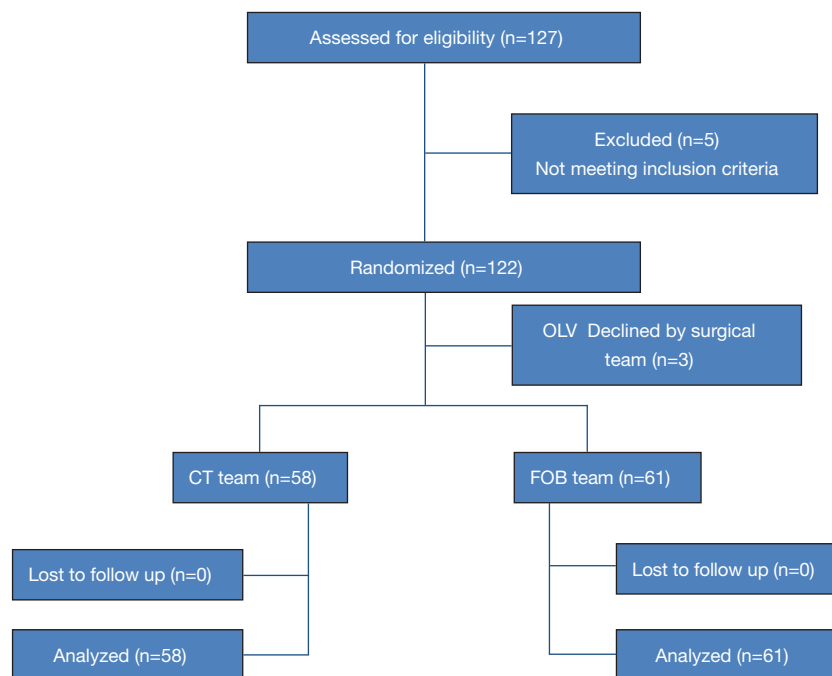 Assessed for eligibility (n=127)
Excluded (n=5)
Not meeting inclusion criteria
Randomized (n=122)
OLV Declined by surgical
team (n=3)
CT team (n=58)
FOB team (n=61)
Lost to follow up (n=0)
Lost to follow up (n=0)
Analyzed (n=58)
Analyzed (n=61)